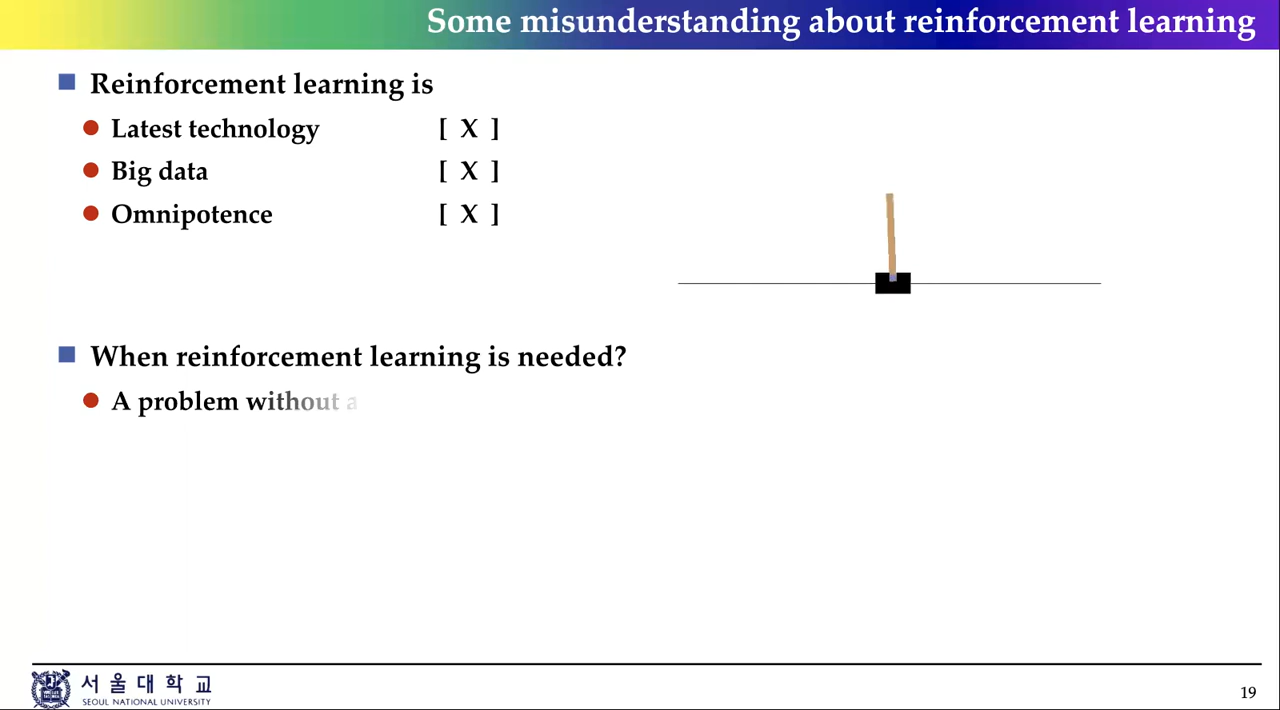 Some misunderstanding about reinforcement learning
Reinforcement learning is
Latest technology [ X ]
Big data [ X ]
Omnipotence [ X ]
When reinforcement learning is needed?
A problem without a
서울대학교
SEOUL NATIONAL UNIVERSITY
19